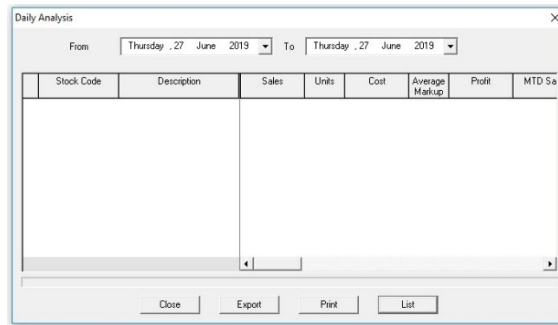 Daily Analysis
From Thursday , 27 June 2019 To Thursday , 27 June 2019
Stock Code Description Sales Units Cost Average Markup Profit MTD Sa
Close Export Print List